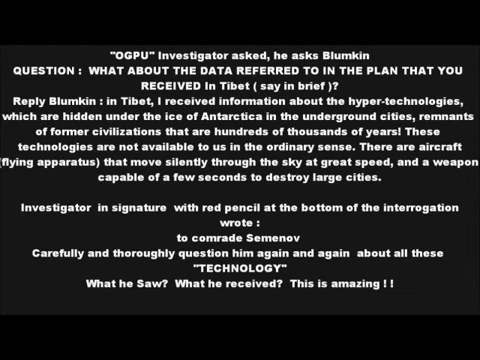 "OGPU" Investigator asked, he asks Blumkin
QUESTION :  WHAT ABOUT THE DATA REFERRED TO IN THE PLAN THAT YOU
RECEIVED In Tibet ( say in brief )?
Reply Blumkin : in Tibet, I received information about the hyper-technologies,
which are hidden under the ice of Antarctica in the underground cities, remnants
of former civilizations that are hundreds of thousands of years! These
technologies are not available to us in the ordinary sense. There are aircraft
(flying apparatus) that move silently through the sky at great speed, and a weapon
capable of a few seconds to destroy large cities.
Investigator  in signature  with red pencil at the bottom of the interrogation
wrote :
to comrade Semenov
Carefully and thoroughly question him again and again  about all these
"TECHNOLOGY"
What he Saw?  What he received?  This is amazing ! !